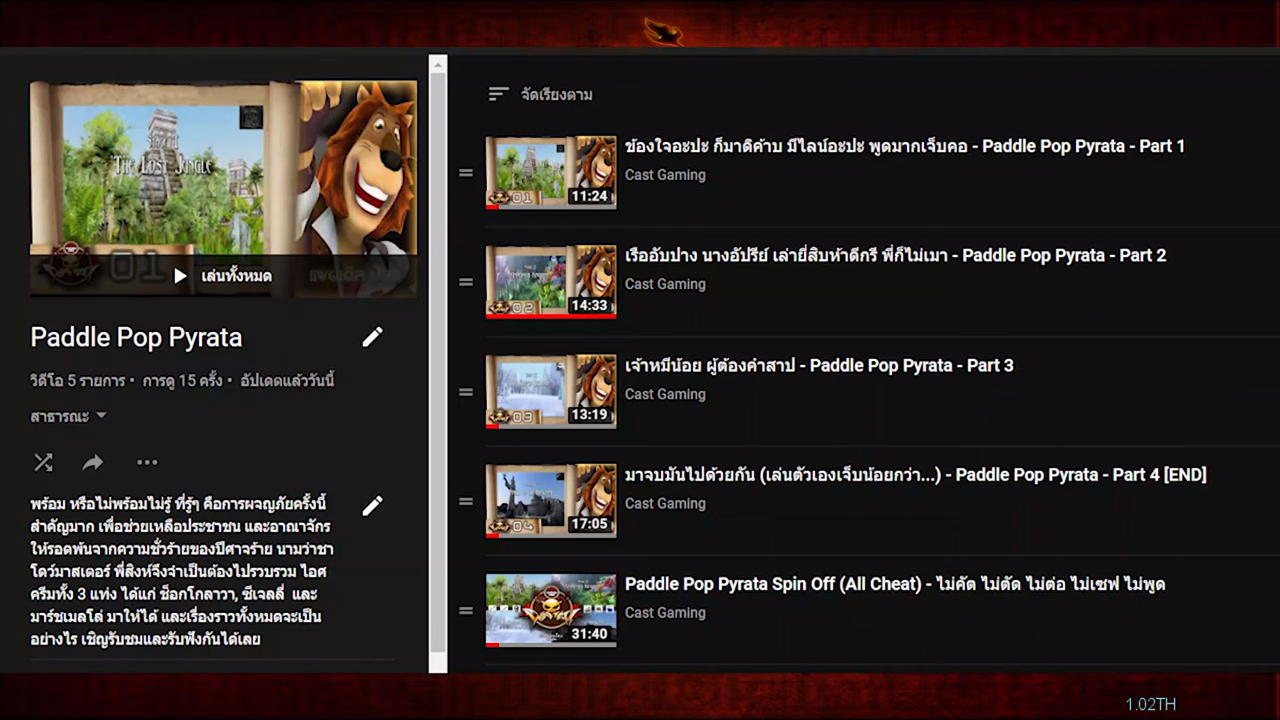 THE LOST JUNGLE
01
เล่นทั้งหมด
Paddle Pop Pyrata
วิดีโอ 5 รายการ • การดู 15 ครั้ง • อัปเดตแล้ววันนี้
สาธารณะ
พร้อม หรือไม่พร้อมไม่รู้ ที่รู้ๆ คือการผจญภัยครั้งนี้
สำคัญมาก เพื่อช่วยเหลือประชาชน และอาณาจักร
ให้รอดพ้นจากความชั่วร้ายของปีศาจร้าย นามว่าชา
โดว์มาสเตอร์ พี่สิงห์จึงจำเป็นต้องไปรวบรวม ไอศ
ครีมทั้ง 3 แท่ง ได้แก่ ช็อกโกลาวา, ซีเจลลี่ และ
มาร์ชเมลโล่ มาให้ได้ และเรื่องราวทั้งหมดจะเป็น
อย่างไร เชิญรับชมและรับฟังกันได้เลย
จัดเรียงตาม
ข้องใจอะปะ ก็มาดิค้าบ มีไลน์อะปะ พูดมากเจ็บคอ - Paddle Pop Pyrata - Part 1
Cast Gaming
01
11:24
เรืออับปาง นางอัปรีย์ เล่ายี่สิบห้าดีกรี พี่ก็ไม่เมา - Paddle Pop Pyrata - Part 2
Cast Gaming
02
14:33
เจ้าหมีน้อย ผู้ต้องคำสาป - Paddle Pop Pyrata - Part 3
Cast Gaming
03
13:19
มาจบมันไปด้วยกัน (เล่นตัวเองเจ็บน้อยกว่า...) - Paddle Pop Pyrata - Part 4 [END]
Cast Gaming
04
17:05
Paddle Pop Pyrata Spin Off (All Cheat) - ไม่คัต ไม่ตัด ไม่ต่อ ไม่เซฟ ไม่พูด
Cast Gaming
31:40
1.02TH